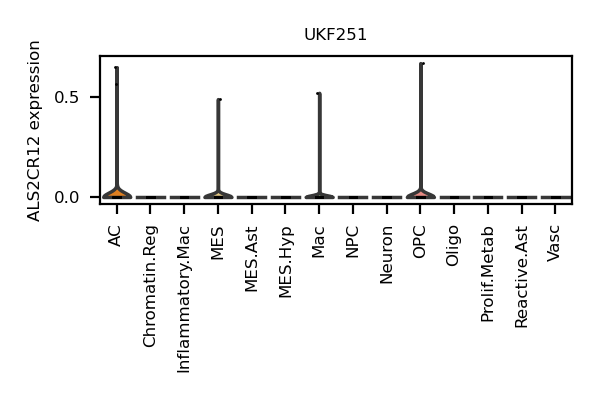 UKF251
ALS2CR12 expression
0.5
0.0
AC
Chromatin.Reg
Inflammatory.Mac
MES
MES.Ast
MES.Hyp
Mac
NPC
Neuron
OPC
Oligo
Prolif.Metab
Reactive.Ast
Vasc